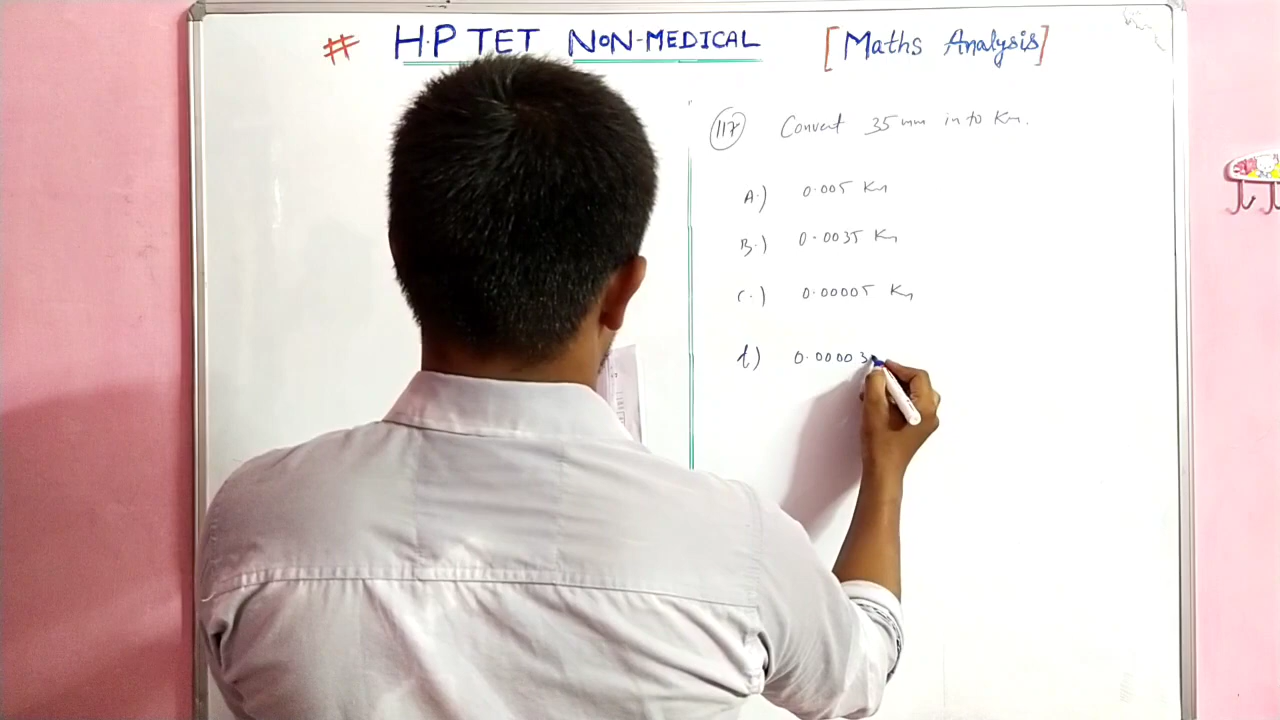 # H.P TET NON-MEDICAL [Maths Analysis]
117 Convert 35 mm in to Km.
A.) 0.005 Km
B.) 0.0035 Km
C.) 0.00005 Km
D) 0.00003